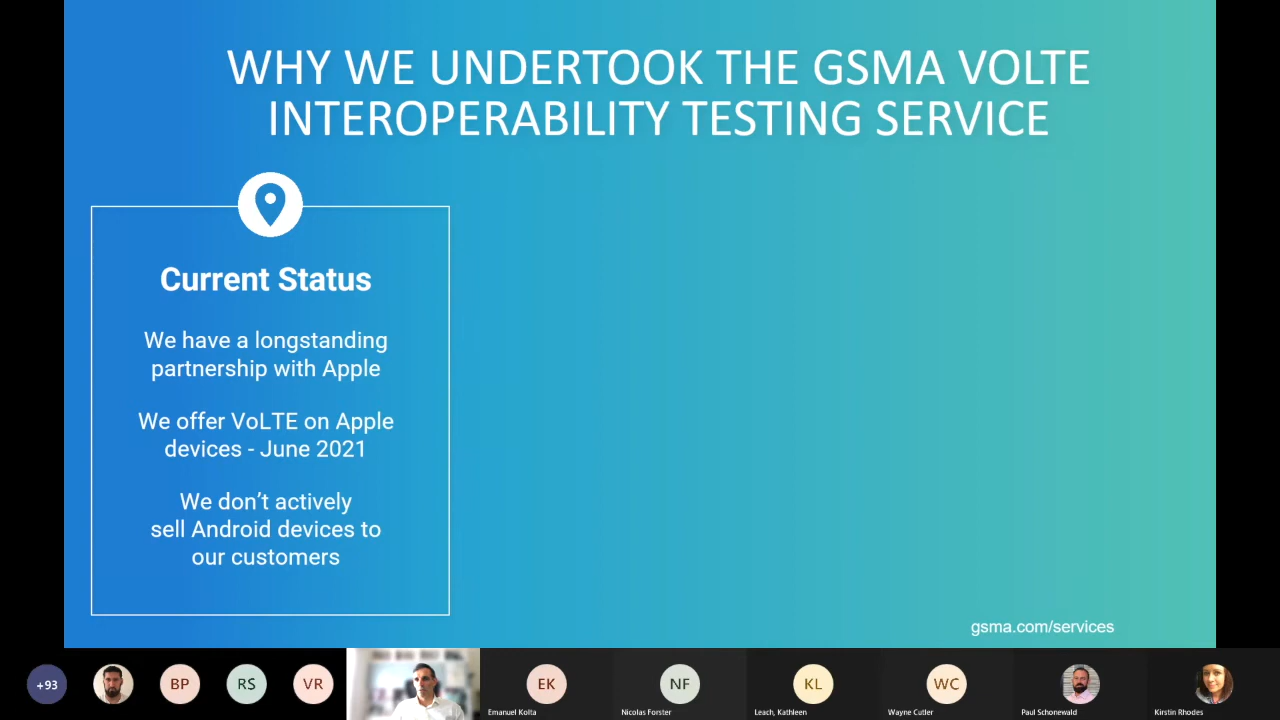 WHY WE UNDERTOOK THE GSMA VOLTE
INTEROPERABILITY TESTING SERVICE
Current Status
We have a longstanding
partnership with Apple
We offer VoLTE on Apple
devices - June 2021
We don’t actively
sell Android devices to
our customers
gsma.com/services
+93
BP
RS
VR
EK
Emanuel Kolta
NF
Nicolas Forster
KL
Leach, Kathleen
WC
Wayne Cutler
Paul Schonewald
Kirstin Rhodes